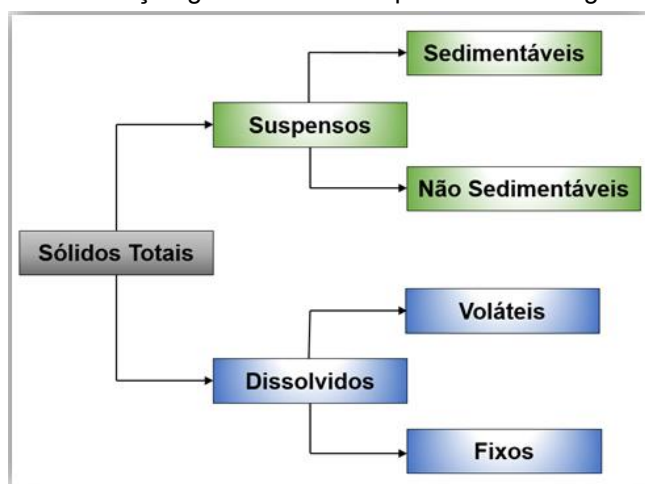 Sedimentáveis
Suspensos
Não Sedimentáveis
Sólidos Totais
Voláteis
Dissolvidos
Fixos